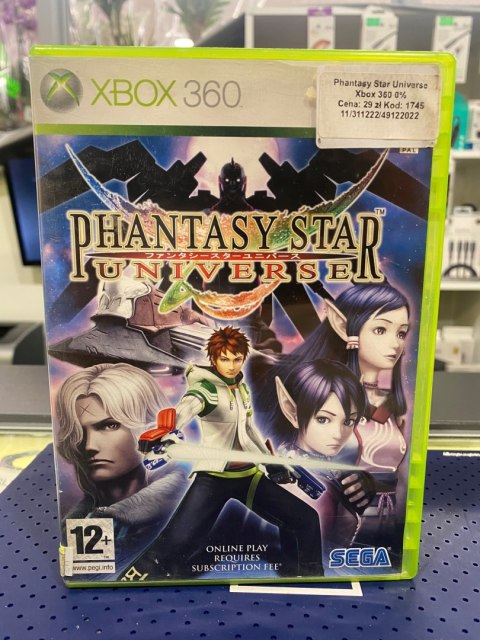 XBOX 360
Phantasy Star Universe
Xbox 360 0%
Cena: 29 zł Kod: 1745
11/311222/49122022
PAL
PHANTASY STAR™
ファンタシースターユニバース
UNIVERSE
12+
www.pegi.info
ONLINE PLAY
REQUIRES
SUBSCRIPTION FEE*
SEGA